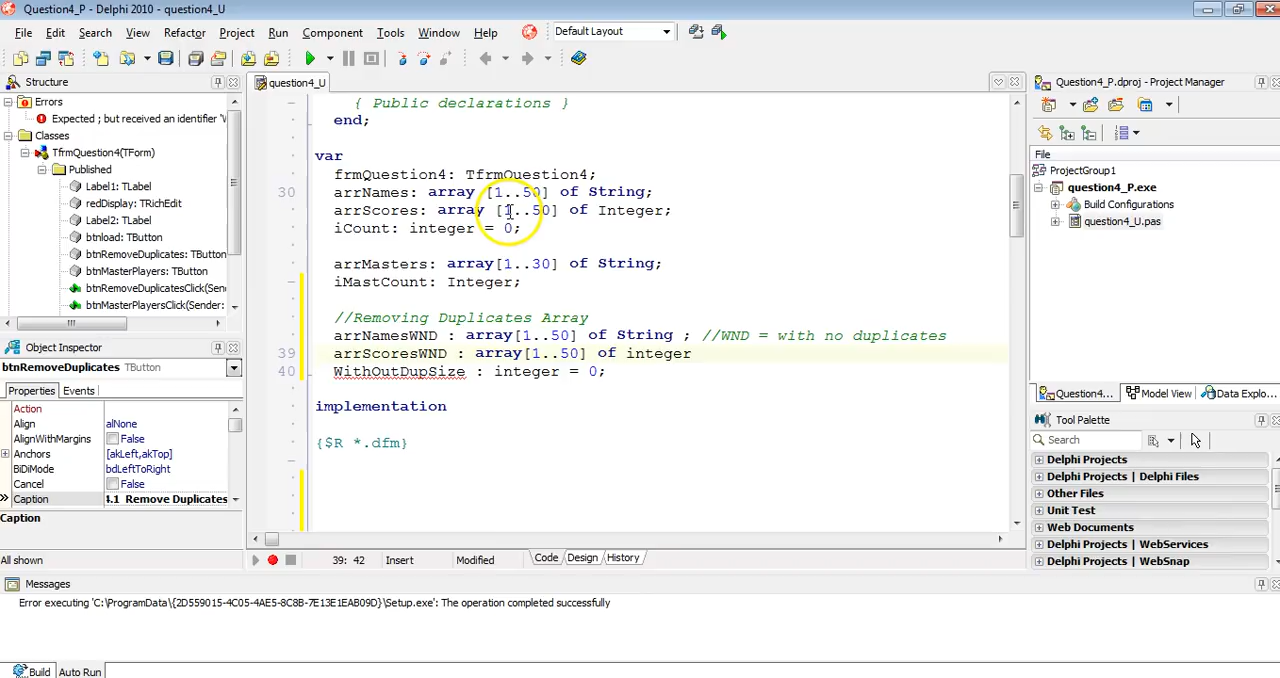 Question4_P - Delphi 2010 - question4_U
File Edit Search View Refactor Project Run Component Tools Window Help Default Layout
Structure
question4_U
Question4_P.dproj - Project Manager
Errors
Expected ; but received an identifier
Classes
TfrmQuestion4(TForm)
Published
Label1: TLabel
redDisplay: TRichEdit
Label2: TLabel
btnload: TButton
btnRemoveDuplicates: TButton
btnMasterPlayers: TButton
btnRemoveDuplicatesClick(Send
btnMasterPlayersClick(Sender:
{ Public declarations }
end;
var
frmQuestion4: TfrmQuestion4;
30 arrNames: array [1..50] of String;
arrScores: array [1..50] of Integer;
iCount: integer = 0;
arrMasters: array[1..30] of String;
iMastCount: Integer;
//Removing Duplicates Array
arrNamesWND : array[1..50] of String ; //WND = with no duplicates
39 arrScoresWND : array[1..50] of integer
40 WithOutDupSize : integer = 0;
implementation
{$R *.dfm}
File
ProjectGroup1
Question4_P.exe
Build Configurations
question4_U.pas
Object Inspector
btnRemoveDuplicates TButton
Properties Events
Action
Align alNone
AlignWithMargins False
Anchors [akLeft,akTop]
BiDiMode bdLeftToRight
Cancel False
Caption 4.1 Remove Duplicates
Caption
All shown
39: 42 Insert Modified Code Design History
Question4... Model View Data Explo...
Tool Palette
Search
Delphi Projects
Delphi Projects | Delphi Files
Other Files
Unit Test
Web Documents
Delphi Projects | WebServices
Delphi Projects | WebSnap
Messages
Error executing 'C:\ProgramData\{2D559015-4C05-4AE5-8C8B-7E13E1EAB09D}\Setup.exe': The operation completed successfully
Build Auto Run